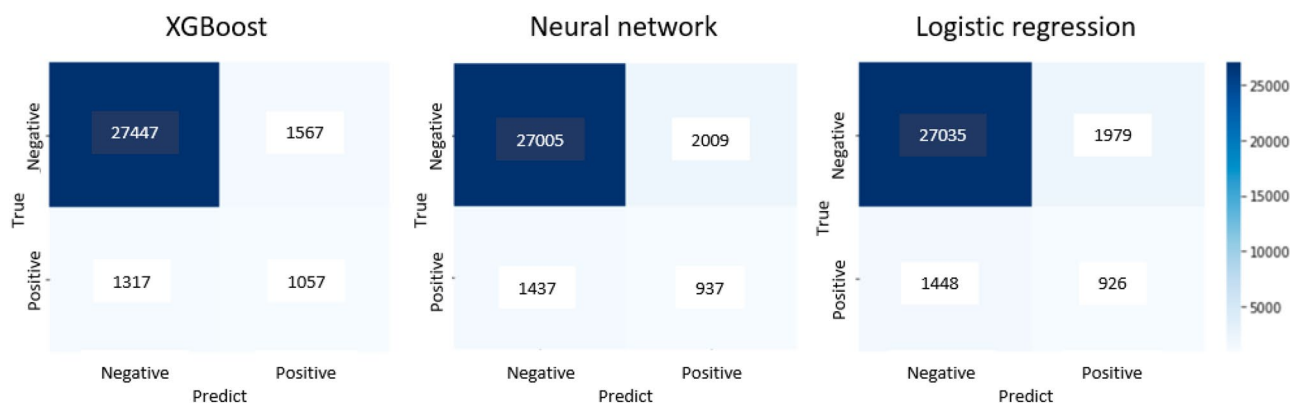 XGBoost
Neural network
Logistic regression
Negative
27447
1567
Positive
1317
1057
True
Negative
Positive
Predict
Negative
27005
2009
Positive
1437
937
True
Negative
Positive
Predict
Negative
27035
1979
Positive
1448
926
True
Negative
Positive
Predict
25000
20000
15000
10000
5000